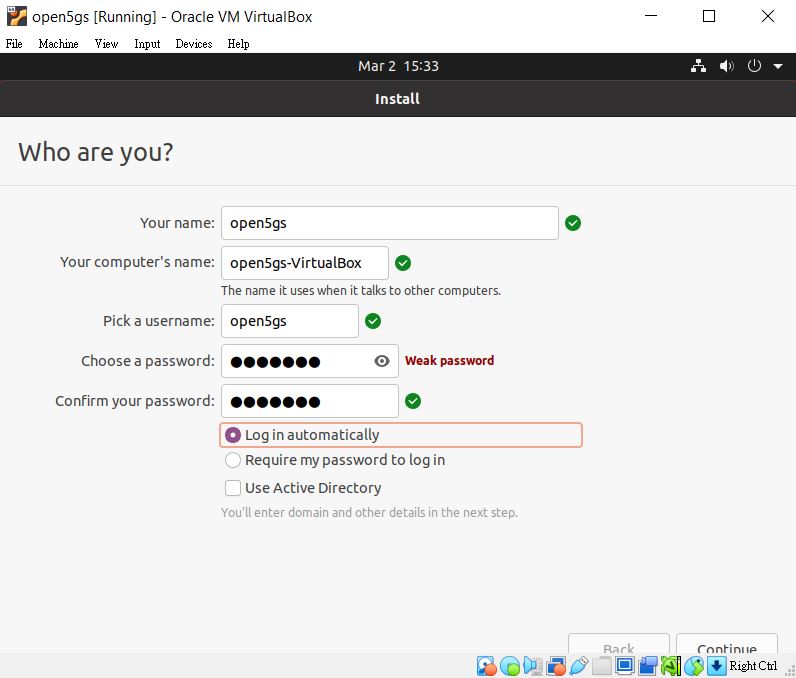 open5gs [Running] - Oracle VM VirtualBox
File Machine View Input Devices Help
Mar 2 15:33
Install
Who are you?
Your name: open5gs
Your computer's name: open5gs-VirtualBox
The name it uses when it talks to other computers.
Pick a username: open5gs
Choose a password: ●●●●●●● Weak password
Confirm your password: ●●●●●●●
Log in automatically
Require my password to log in
Use Active Directory
You'll enter domain and other details in the next step.
Back Continue
Right Ctrl